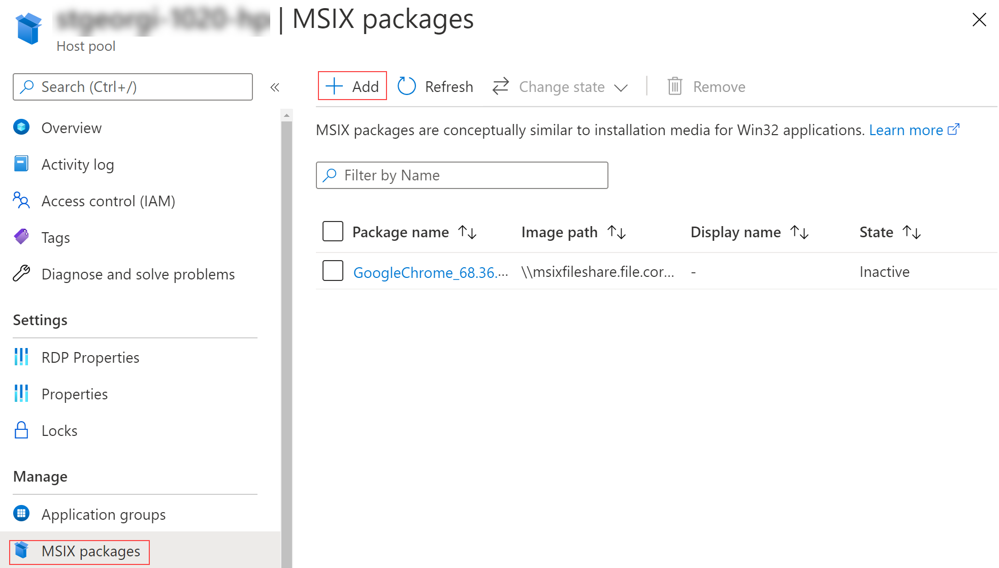 | MSIX packages
Host pool
Search (Ctrl+/)
«
Overview
Activity log
Access control (IAM)
Tags
Diagnose and solve problems
Settings
RDP Properties
Properties
Locks
Manage
Application groups
MSIX packages
Add Refresh Change state Remove
MSIX packages are conceptually similar to installation media for Win32 applications. Learn more
Filter by Name
Package name Image path Display name State
GoogleChrome_68.36.... \\msixfileshare.file.cor... - Inactive